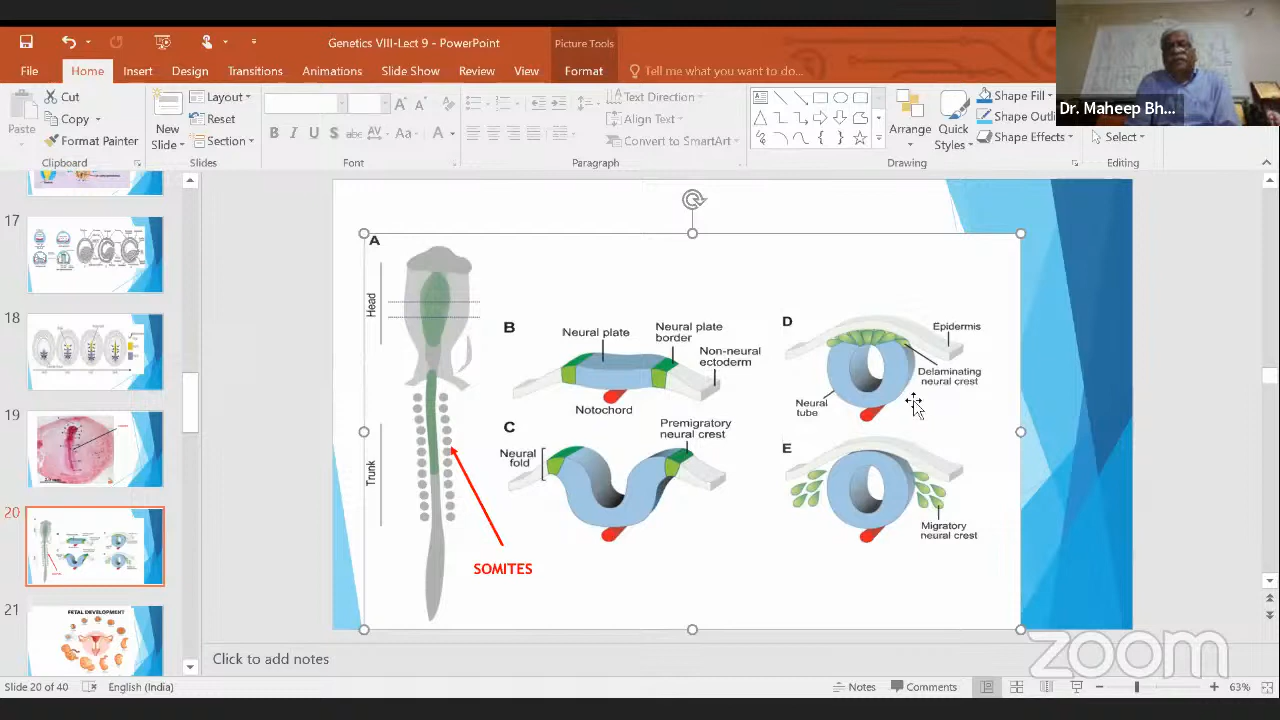 Genetics VIII-Lect 9 - PowerPoint
Picture Tools
File
Home
Insert
Design
Transitions
Animations
Slide Show
Review
View
Format
Tell me what you want to do...
Dr. Maheep Bh...
Paste
Cut
Copy
Format Painter
Clipboard
New
Slide
Layout
Reset
Section
Slides
B I U S abc AV Aa A
Font
Text Direction
Align Text
Convert to SmartArt
Paragraph
Arrange
Quick
Styles
Shape Fill
Shape Outli
Shape Effects
Drawing
Select
Editing
17
18
19
20
21
FETAL DEVELOPMENT
A
Head
Trunk
SOMITES
B
Neural plate
Neural plate
border
Non-neural
ectoderm
Notochord
C
Neural
fold
Premigratory
neural crest
D
Epidermis
Delaminating
neural crest
Neural
tube
E
Migratory
neural crest
Click to add notes
zoom
Slide 20 of 40
English (India)
Notes
Comments
63%